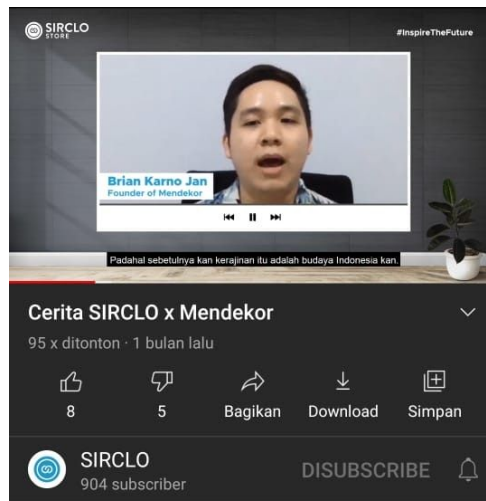 SIRCLO
STORE
#InspireTheFuture
Brian Karno Jan
Founder of Mendekor
Padahal sebetulnya kan kerajinan itu adalah budaya Indonesia kan.
Cerita SIRCLO x Mendekor
95 x ditonton · 1 bulan lalu
8
5
Bagikan
Download
Simpan
SIRCLO
904 subscriber
DISUBSCRIBE